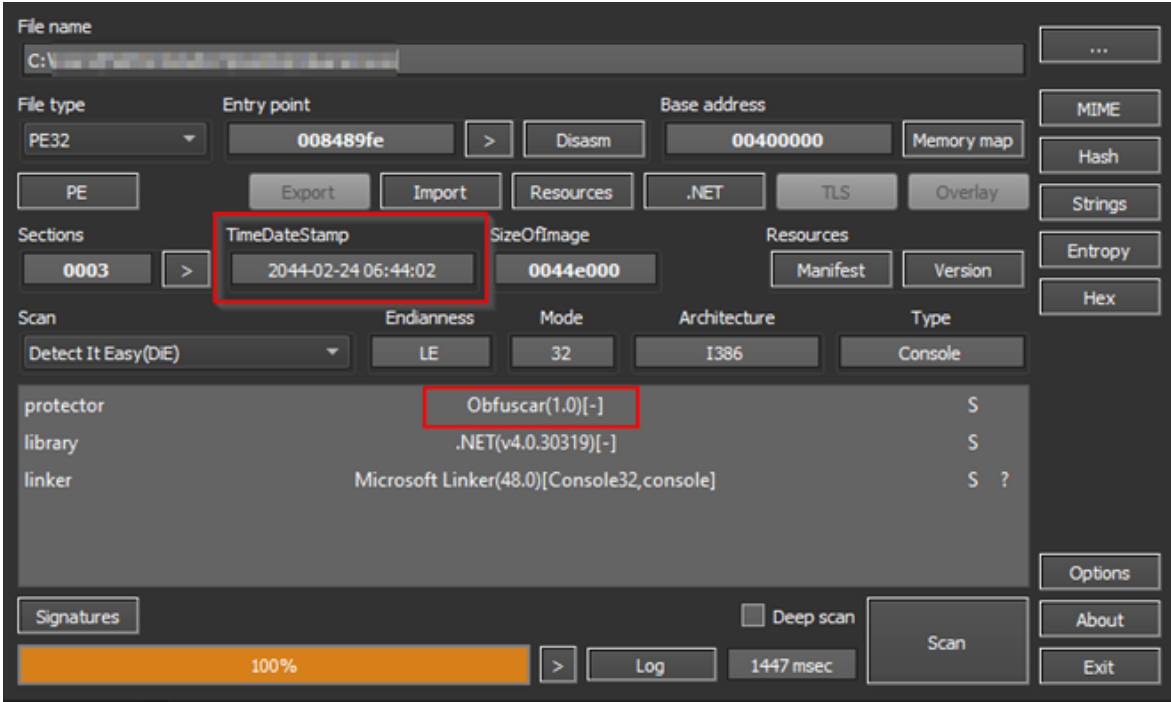 File name
C:\
...
File type Entry point Base address
PE32 008489fe > Disasm 00400000 Memory map MIME
Hash
PE Export Import Resources .NET TLS Overlay
Strings
Sections TimeDateStamp SizeOfImage Resources
0003 > 2044-02-24 06:44:02 0044e000 Manifest Version
Entropy
Hex
Scan Endianness Mode Architecture Type
Detect It Easy(DiE) LE 32 I386 Console
protector Obfuscar(1.0)[-] S
library .NET(v4.0.30319)[-] S
linker Microsoft Linker(48.0)[Console32,console] S ?
Options
Signatures Deep scan About
Scan
100% > Log 1447 msec Exit